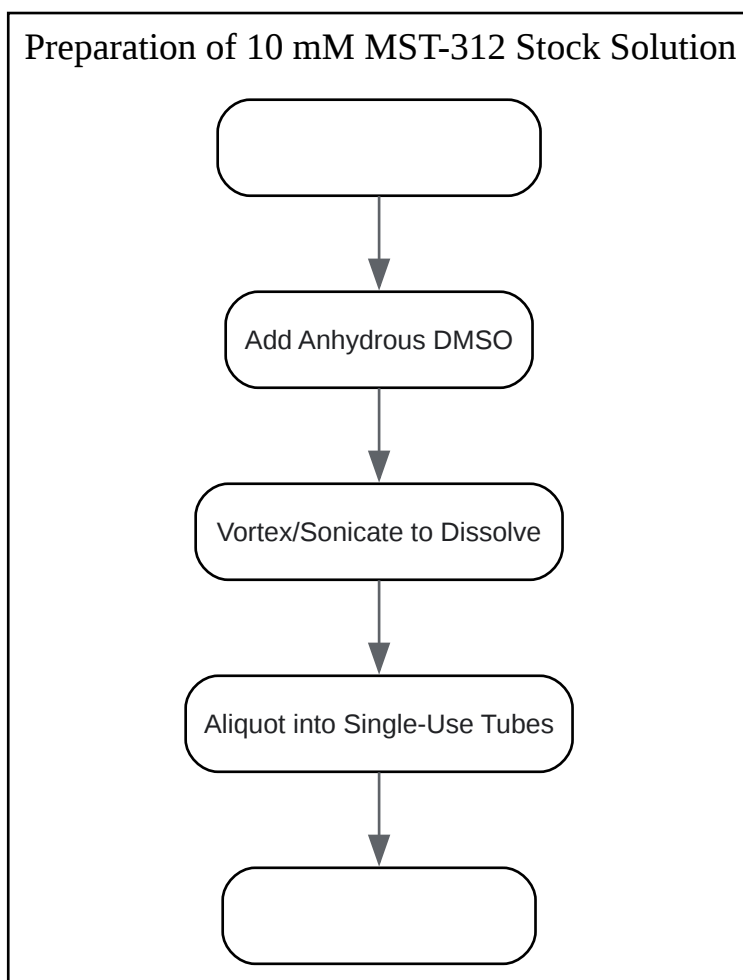 Preparation of 10 mM MST-312 Stock Solution
Add Anhydrous DMSO
Vortex/Sonicate to Dissolve
Aliquot into Single-Use Tubes